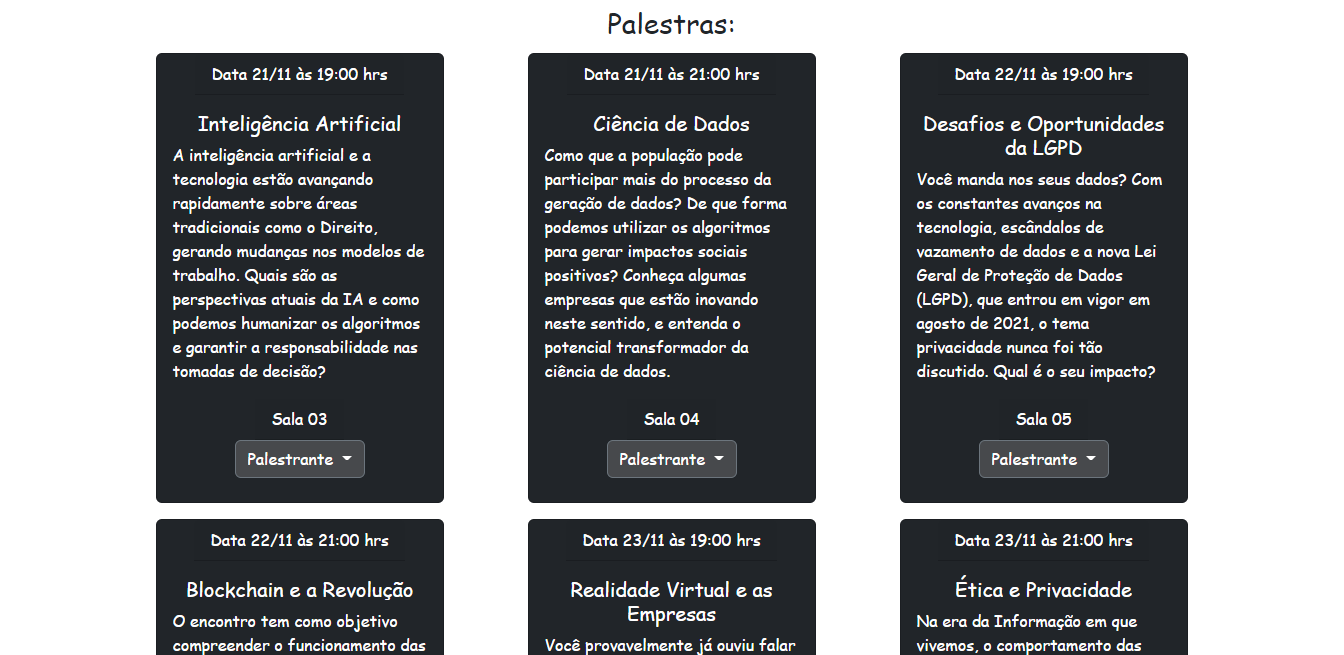 Palestras:
Data 21/11 às 19:00 hrs
Inteligência Artificial
A inteligência artificial e a
tecnologia estão avançando
rapidamente sobre áreas
tradicionais como o Direito,
gerando mudanças nos modelos de
trabalho. Quais são as
perspectivas atuais da IA e como
podemos humanizar os algoritmos
e garantir a responsabilidade nas
tomadas de decisão?
Sala 03
Palestrante
Data 21/11 às 21:00 hrs
Ciência de Dados
Como que a população pode
participar mais do processo da
geração de dados? De que forma
podemos utilizar os algoritmos
para gerar impactos sociais
positivos? Conheça algumas
empresas que estão inovando
neste sentido, e entenda o
potencial transformador da
ciência de dados.
Sala 04
Palestrante
Data 22/11 às 19:00 hrs
Desafios e Oportunidades
da LGPD
Você manda nos seus dados? Com
os constantes avanços na
tecnologia, escândalos de
vazamento de dados e a nova Lei
Geral de Proteção de Dados
(LGPD), que entrou em vigor em
agosto de 2021, o tema
privacidade nunca foi tão
discutido. Qual é o seu impacto?
Sala 05
Palestrante
Data 22/11 às 21:00 hrs
Blockchain e a Revolução
O encontro tem como objetivo
compreender o funcionamento das
Data 23/11 às 19:00 hrs
Realidade Virtual e as
Empresas
Você provavelmente já ouviu falar
Data 23/11 às 21:00 hrs
Ética e Privacidade
Na era da Informação em que
vivemos, o comportamento das